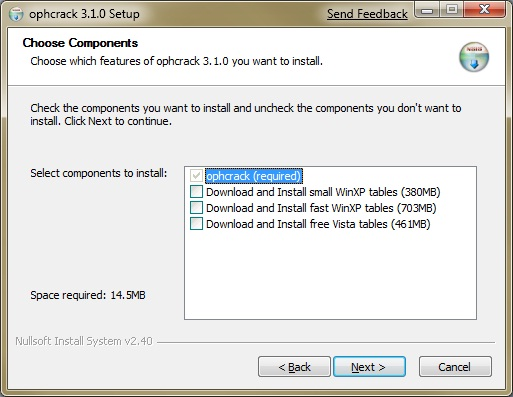 ophcrack 3.1.0 Setup
Send Feedback
Choose Components
Choose which features of ophcrack 3.1.0 you want to install.
Check the components you want to install and uncheck the components you don't want to
install. Click Next to continue.
Select components to install:
ophcrack (required)
Download and Install small WinXP tables (380MB)
Download and Install fast WinXP tables (703MB)
Download and Install free Vista tables (461MB)
Space required: 14.5MB
Nullsoft Install System v2.40
< Back
Next >
Cancel